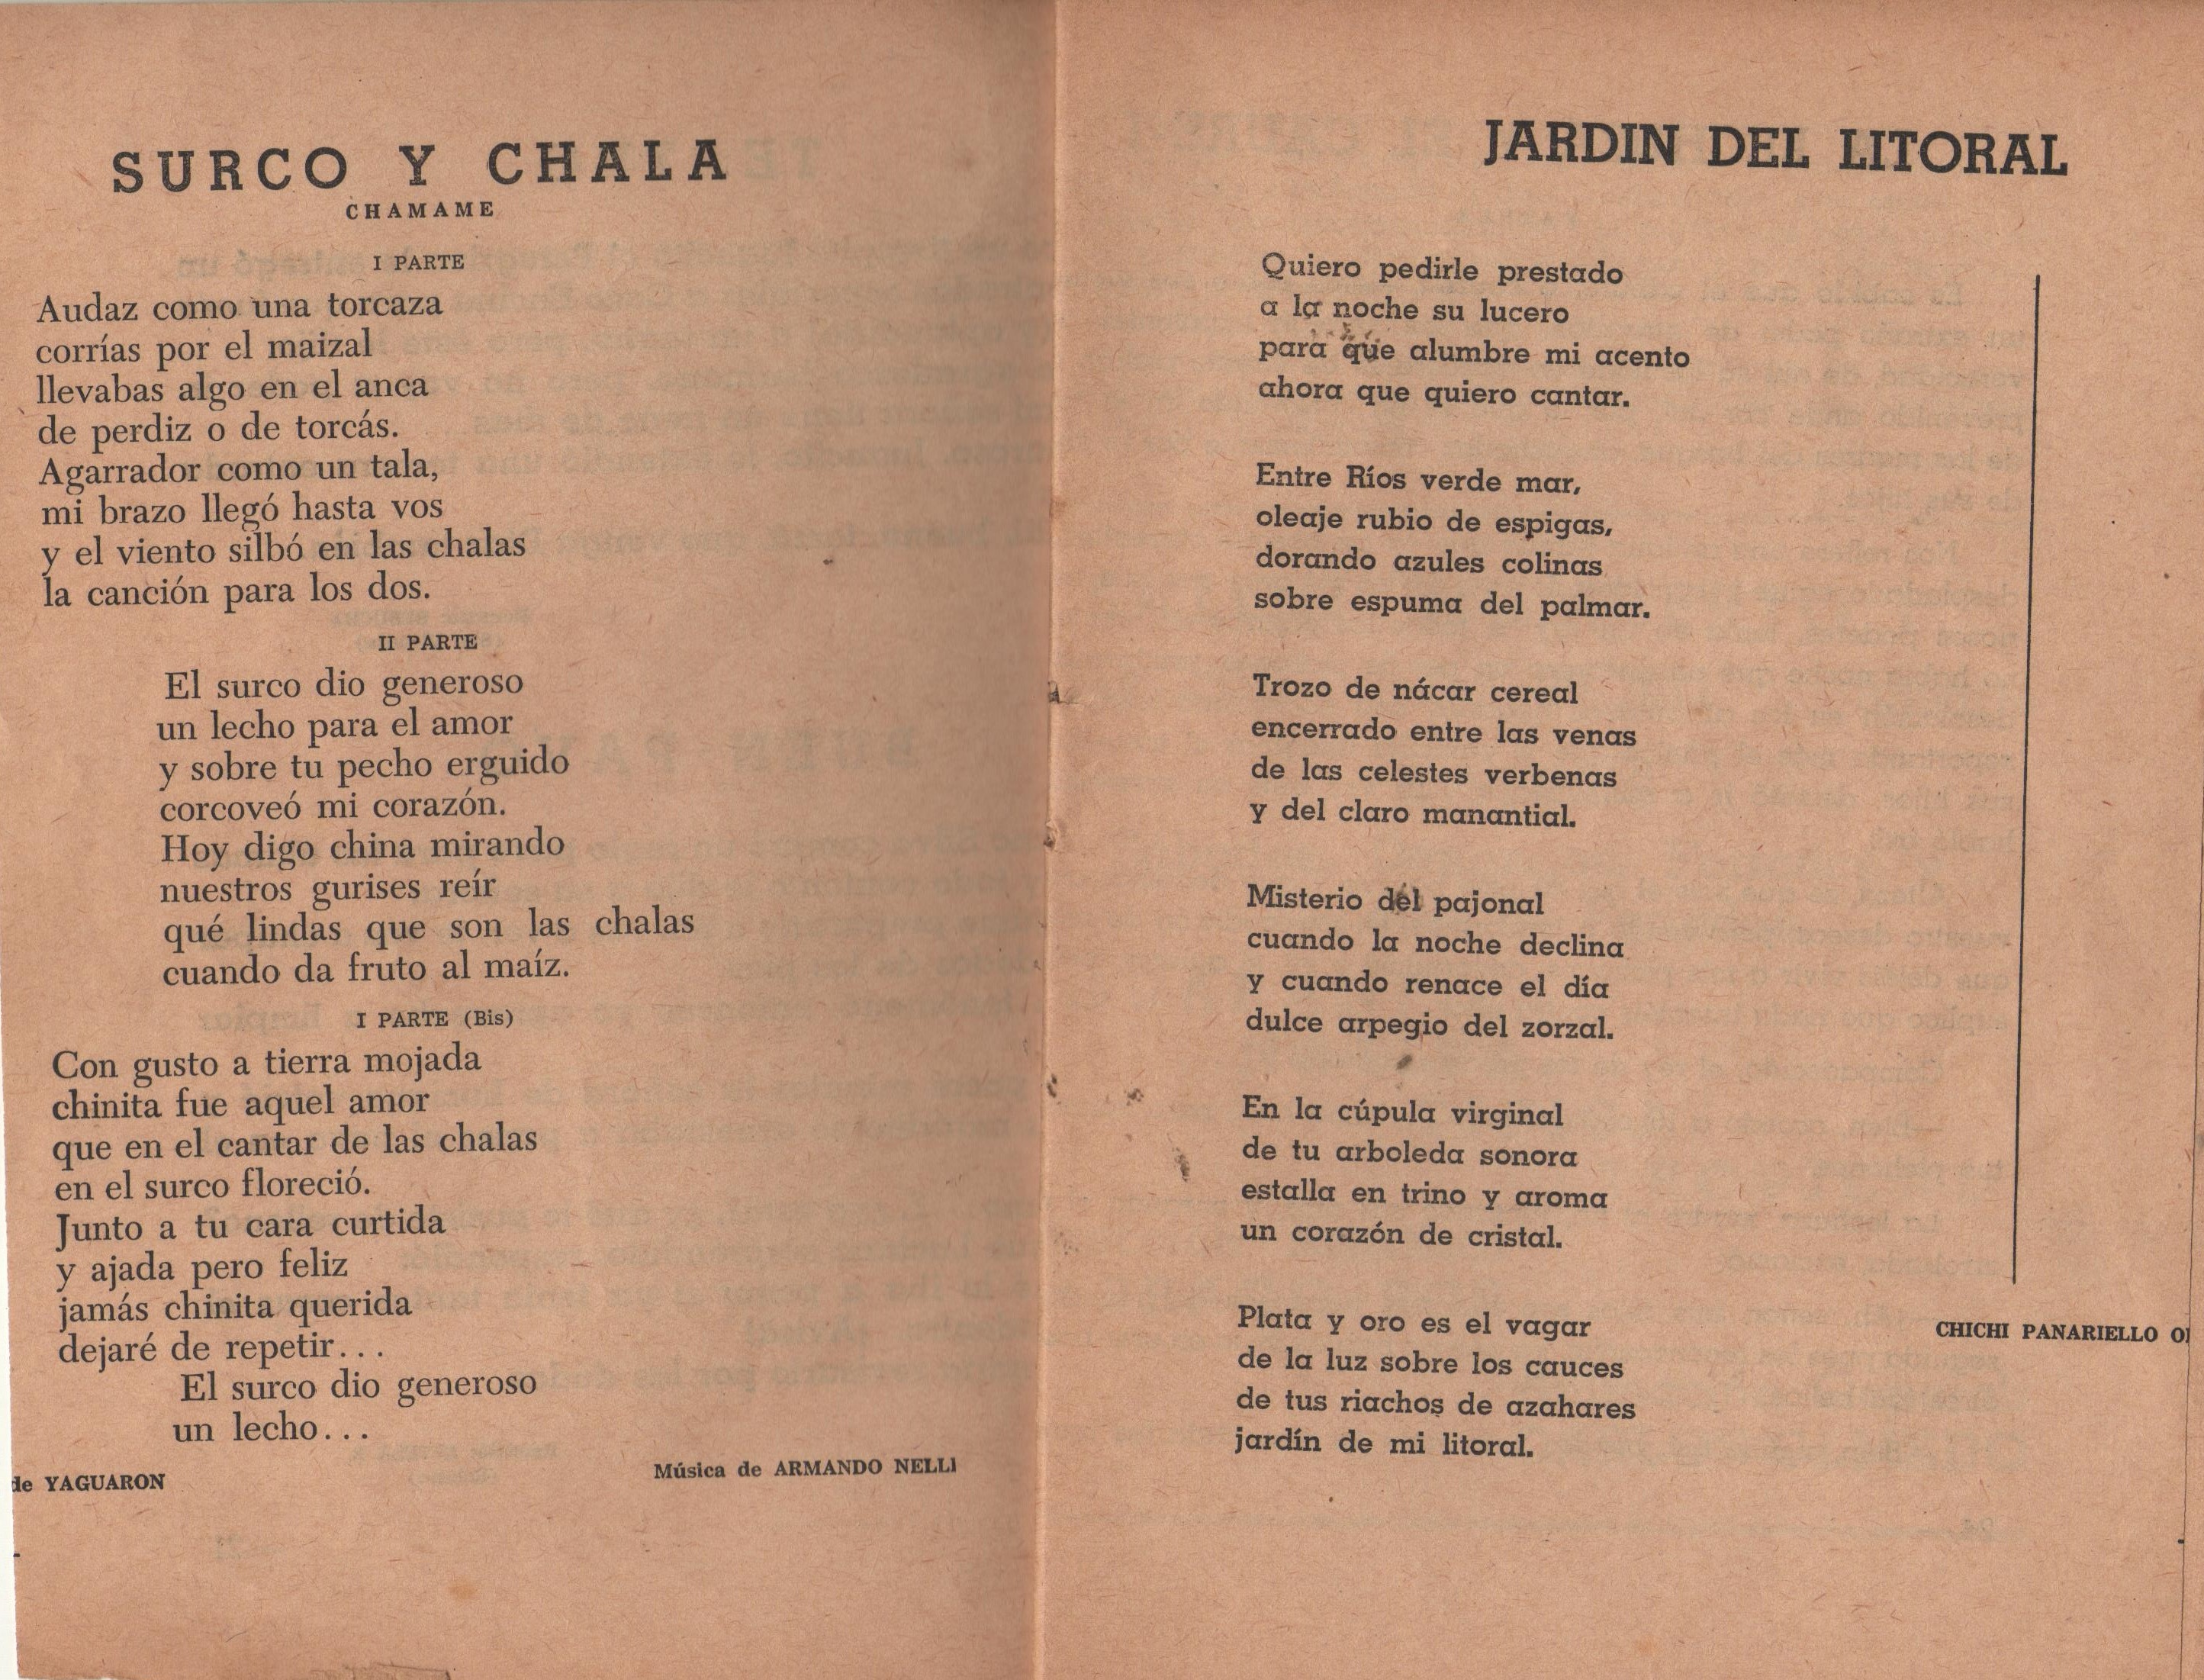 SURCO Y CHALA
CHAMAME
I PARTE
Audaz como una torcaza
corrías por el maizal
llevabas algo en el anca
de perdiz o de torcás.
Agarrador como un tala,
mi brazo llegó hasta vos
y el viento silbó en las chalas
la canción para los dos.
II PARTE
El surco dio generoso
un lecho para el amor
y sobre tu pecho erguido
corcoveó mi corazón.
Hoy digo china mirando
nuestros gurises reír
qué lindas que son las chalas
cuando da fruto al maíz.
I PARTE (Bis)
Con gusto a tierra mojada
chinita fue aquel amor
que en el cantar de las chalas
en el surco floreció.
Junto a tu cara curtida
y ajada pero feliz
jamás chinita querida
dejaré de repetir...
El surco dio generoso
un lecho...
de YAGUARON
Música de ARMANDO NELLI
JARDIN DEL LITORAL
Quiero pedirle prestado
a la noche su lucero
para que alumbre mi acento
ahora que quiero cantar.
Entre Ríos verde mar,
oleaje rubio de espigas,
dorando azules colinas
sobre espuma del palmar.
Trozo de nácar cereal
encerrado entre las venas
de las celestes verbenas
y del claro manantial.
Misterio del pajonal
cuando la noche declina
y cuando renace el día
dulce arpegio del zorzal.
En la cúpula virginal
de tu arboleda sonora
estalla en trino y aroma
un corazón de cristal.
Plata y oro es el vagar
de la luz sobre los cauces
de tus riachos de azahares
jardín de mi litoral.
CHICHI PANARIELLO